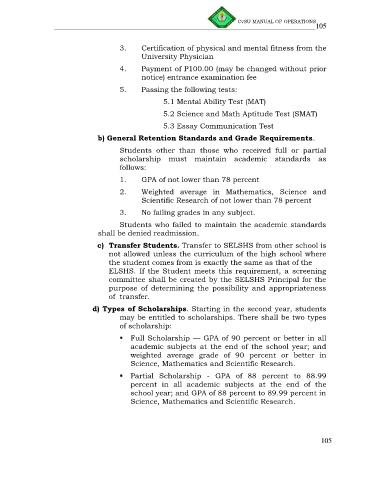 CvSU MANUAL OF OPERATIONS
105
3. Certification of physical and mental fitness from the
University Physician
4. Payment of P100.00 (may be changed without prior
notice) entrance examination fee
5. Passing the following tests:
5.1 Mental Ability Test (MAT)
5.2 Science and Math Aptitude Test (SMAT)
5.3 Essay Communication Test
b) General Retention Standards and Grade Requirements.
Students other than those who received full or partial
scholarship must maintain academic standards as
follows:
1. GPA of not lower than 78 percent
2. Weighted average in Mathematics, Science and
Scientific Research of not lower than 78 percent
3. No failing grades in any subject.
Students who failed to maintain the academic standards
shall be denied readmission.
c) Transfer Students. Transfer to SELSHS from other school is
not allowed unless the curriculum of the high school where
the student comes from is exactly the same as that of the
ELSHS. If the Student meets this requirement, a screening
committee shall be created by the SELSHS Principal for the
purpose of determining the possibility and appropriateness
of transfer.
d) Types of Scholarships. Starting in the second year, students
may be entitled to scholarships. There shall be two types
of scholarship:
• Full Scholarship — GPA of 90 percent or better in all
academic subjects at the end of the school year; and
weighted average grade of 90 percent or better in
Science, Mathematics and Scientific Research.
• Partial Scholarship - GPA of 88 percent to 88.99
percent in all academic subjects at the end of the
school year; and GPA of 88 percent to 89.99 percent in
Science, Mathematics and Scientific Research.
105